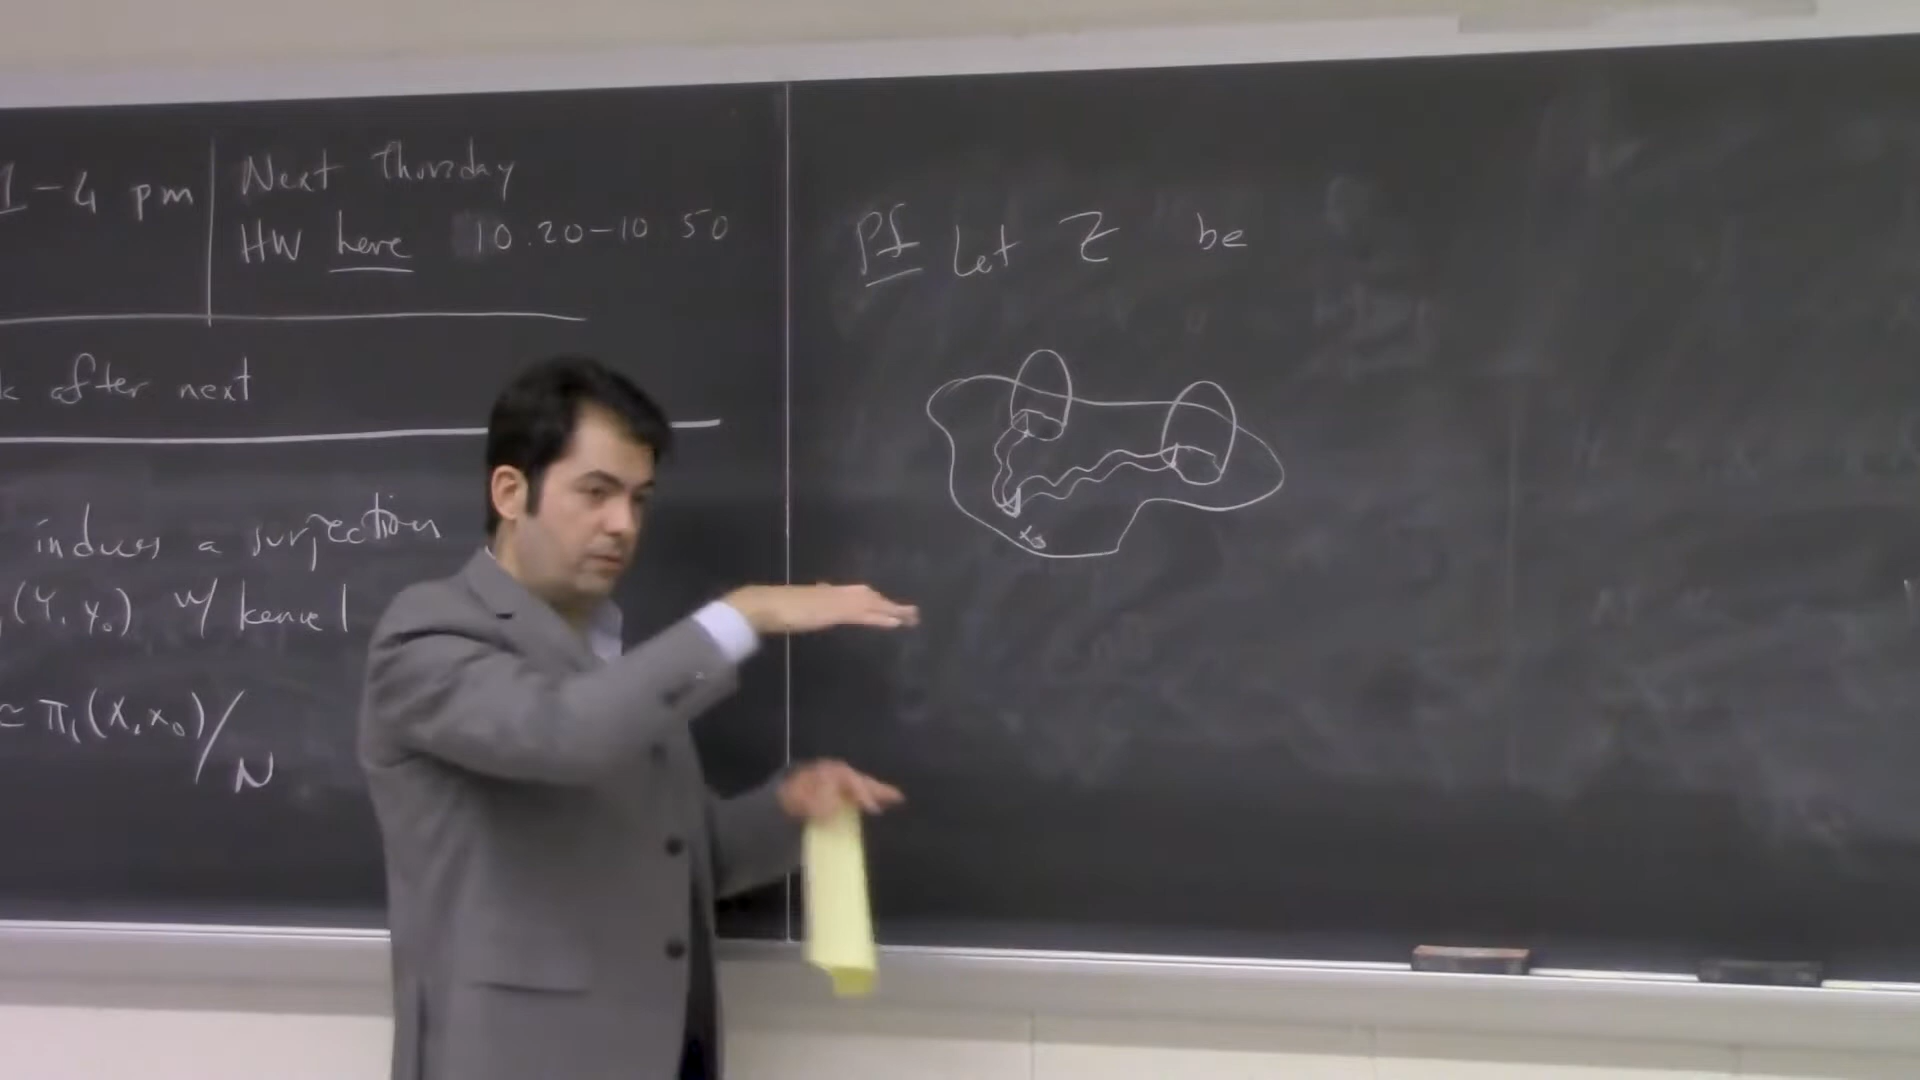 1-4 pm
Next Thursday
HW here 10.20-10 50
after next
induces a surjection
(Y, y₀) w/ kernel
≃ π₁(X, x₀)/N
Pf Let Z be
x₀